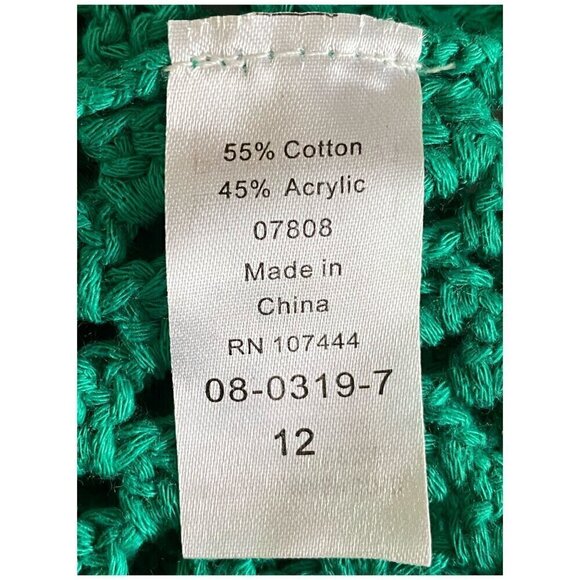 55% Cotton
45% Acrylic
07808
Made in
China
RN 107444
08-0319-7
12